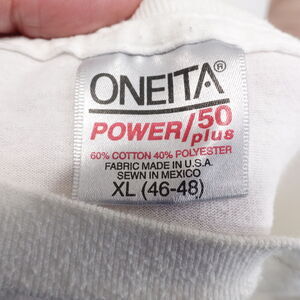 ONEITA®
POWER/50 plus
60% COTTON 40% POLYESTER
FABRIC MADE IN U.S.A.
SEWN IN MEXICO
XL (46-48)